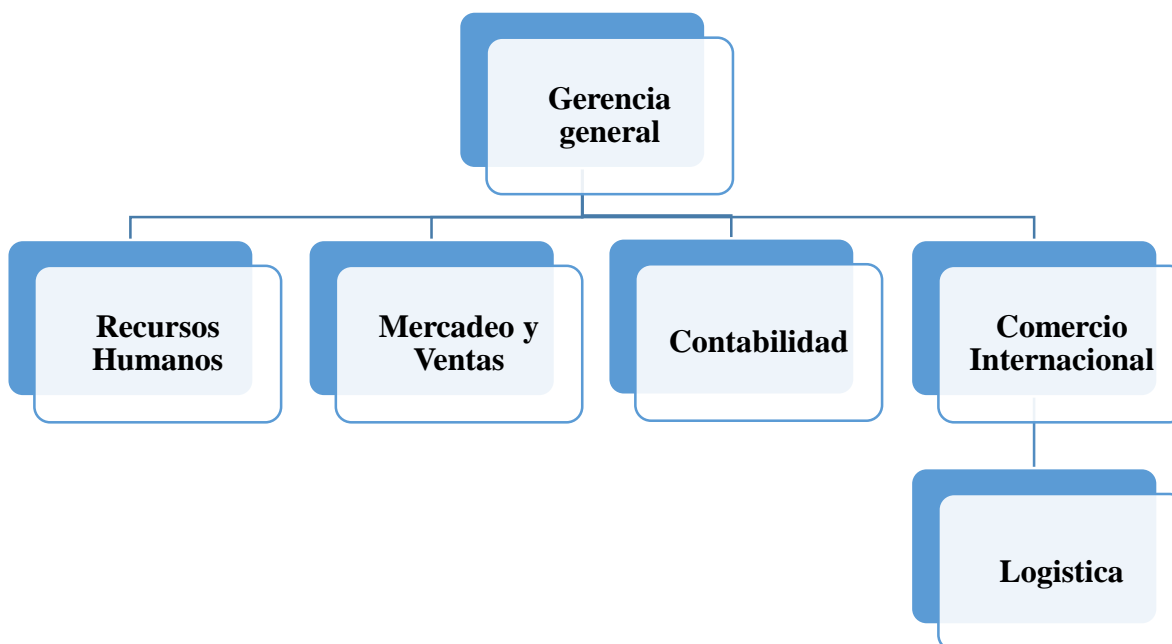 Gerencia
general
Recursos
Humanos
Mercadeo y
Ventas
Contabilidad
Comercio
Internacional
Logistica